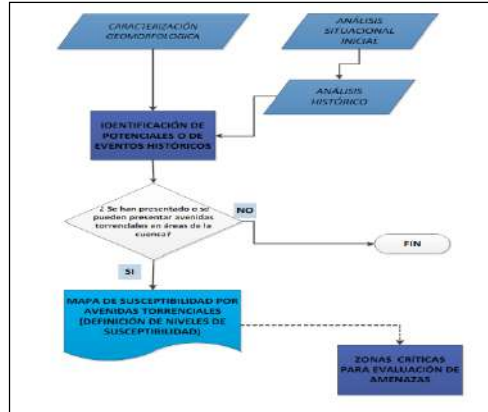 CARACTERIZACIÓN
GEOMORFOLOGICA
ANÁLISIS
SITUACIONAL
INICIAL
ANÁLISIS
HISTÓRICO
IDENTIFICACIÓN DE
POTENCIALES O DE
EVENTOS HISTÓRICOS
¿ Se han presentado o se
pueden presentar avenidas
torrenciales en áreas de la
cuenca?
NO
FIN
SI
MAPA DE SUSCEPTIBILIDAD POR
AVENIDAS TORRENCIALES
(DEFINICIÓN DE NIVELES DE
SUSCEPTIBILIDAD)
ZONAS CRÍTICAS
PARA EVALUACIÓN DE
AMENAZAS